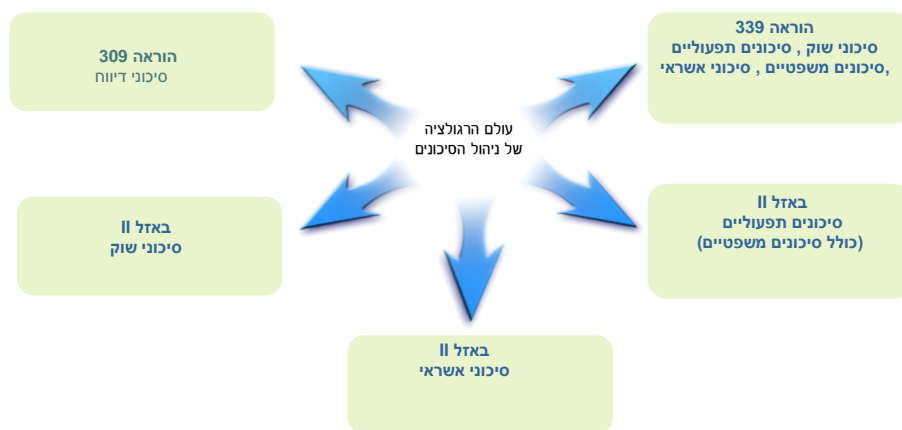 הוראה 339
סיכוני שוק , סיכונים תפעוליים
,סיכונים משפטיים , סיכוני אשראי
הוראה 309
סיכוני דיווח
עולם הרגולציה
של ניהול הסיכונים
באזל II
סיכונים תפעוליים
(כולל סיכונים משפטיים)
באזל II
סיכוני שוק
באזל II
סיכוני אשראי